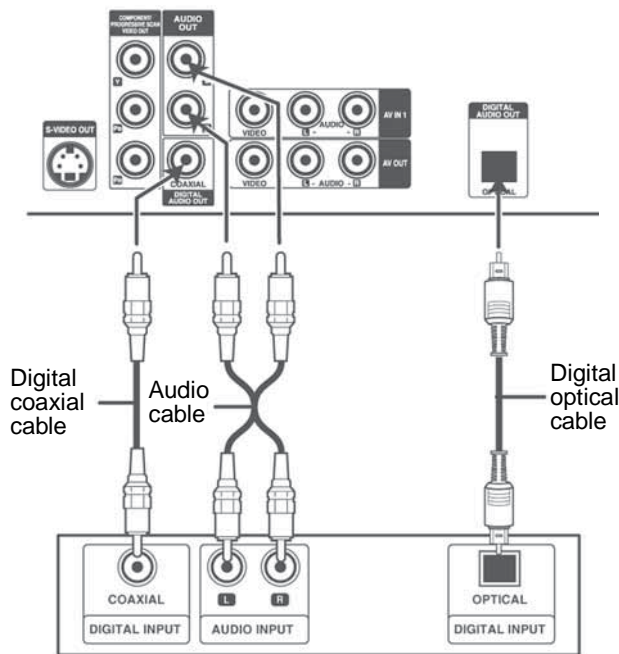 COMPONENT/
PROGRESSIVE SCAN
VIDEO OUT
AUDIO
OUT
Y
L
PB
PR
S-VIDEO OUT
COAXIAL
DIGITAL
AUDIO OUT
VIDEO
L - AUDIO - R
AV IN 1
VIDEO
L - AUDIO - R
AV OUT
DIGITAL
AUDIO OUT
OPTICAL
Digital
coaxial
cable
Audio
cable
Digital
optical
cable
COAXIAL
DIGITAL INPUT
L
R
AUDIO INPUT
OPTICAL
DIGITAL INPUT